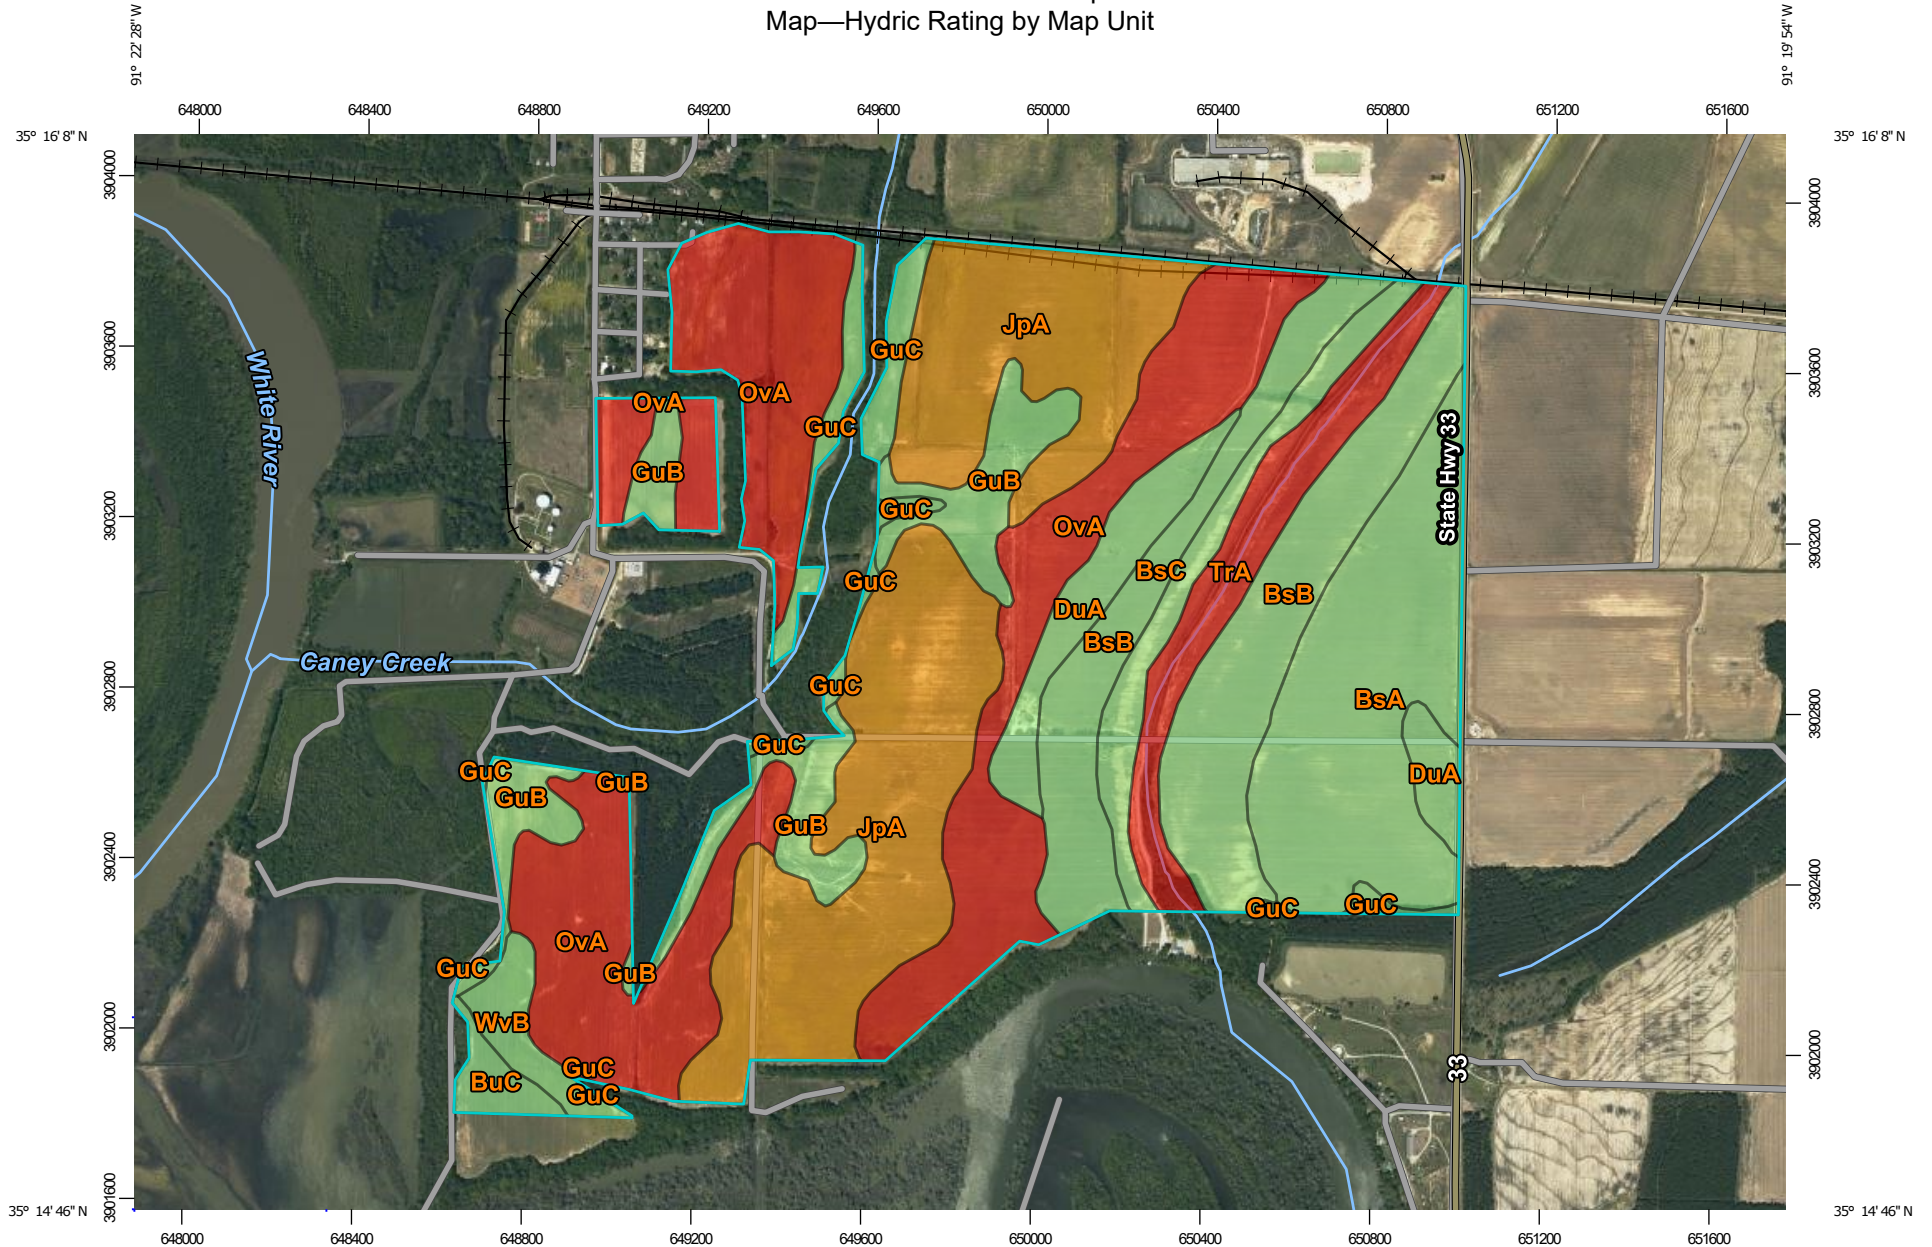 Map—Hydric Rating by Map Unit
91° 22' 28'' W
91° 19' 54'' W
648000 648400 648800 649200 649600 650000 650400 650800 651200 651600
35° 16' 8'' N
35° 16' 8'' N
3904000
3904000
3903600
3903600
3903200
3903200
3902800
3902800
3902400
3902400
3902000
3902000
3901600
JpA
GuC
OvA
OvA
GuC
GuB
GuB
GuC
OvA
BsC
TrA
GuC
BsB
DuA
BsB
GuC
BsA
GuC
GuC
GuB
GuB
DuA
GuB
JpA
GuC
GuC
OvA
GuC
GuB
WvB
GuC
BuC
GuC
White River
Caney Creek
State Hwy 33
33
35° 14' 46'' N
35° 14' 46'' N
648000 648400 648800 649200 649600 650000 650400 650800 651200 651600